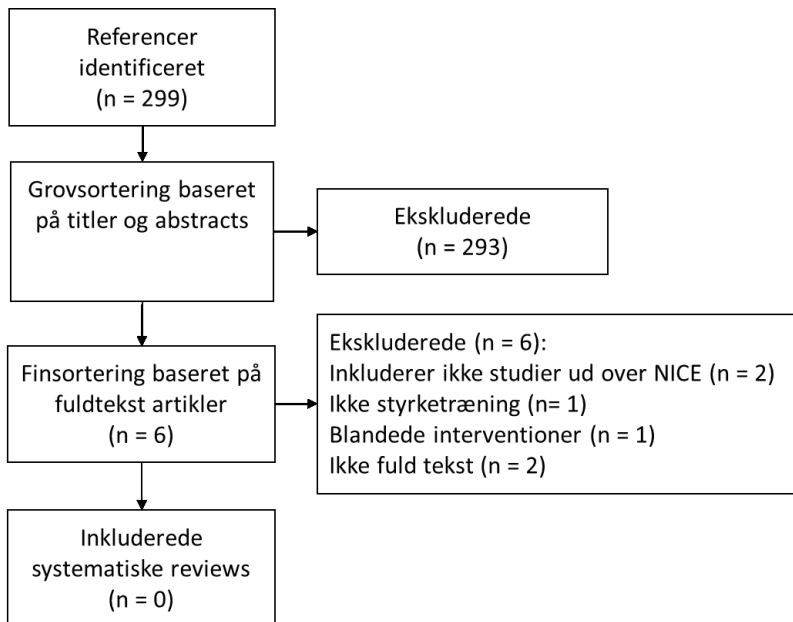 Referencer
identificeret
(n = 299)
Grovsortering baseret
på titler og abstracts
Ekskluderede
(n = 293)
Finsortering baseret på
fuldtekst artikler
(n = 6)
Ekskluderede (n = 6):
Inkluderer ikke studier ud over NICE (n = 2)
Ikke styrketræning (n= 1)
Blandede interventioner (n = 1)
Ikke fuld tekst (n = 2)
Inkluderede
systematiske reviews
(n = 0)